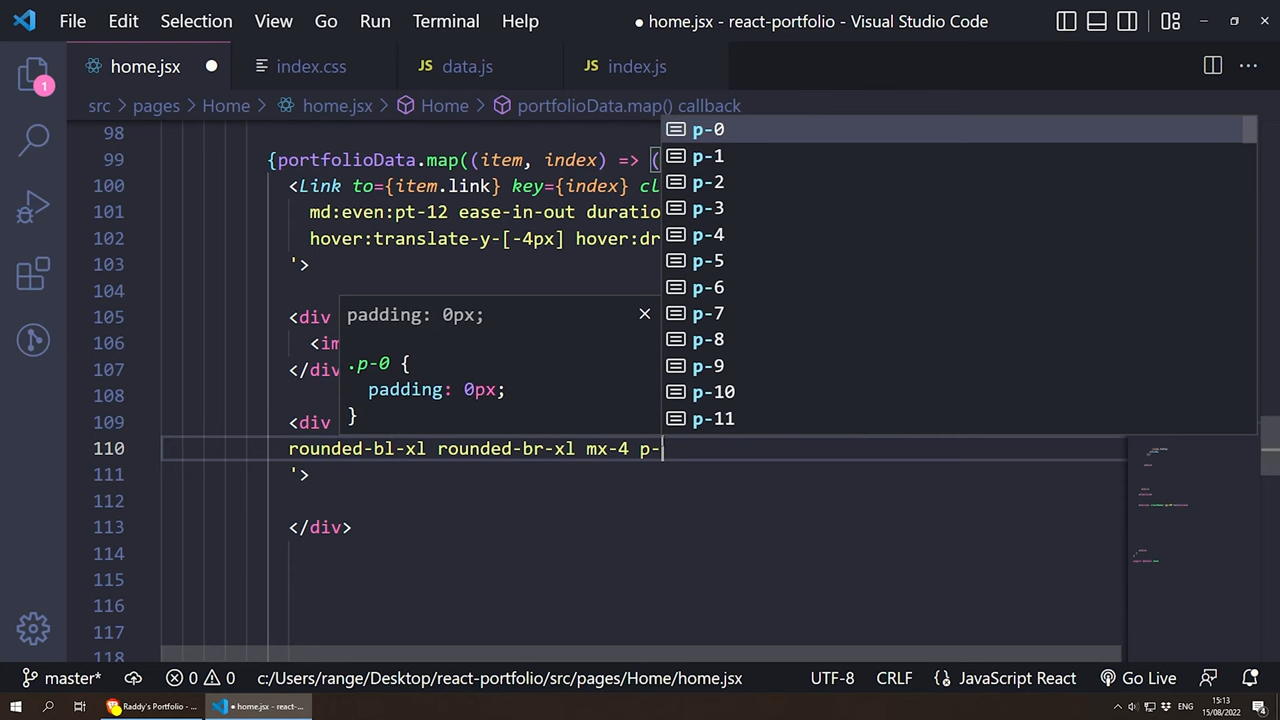 File Edit Selection View Go Run Terminal Help ● home.jsx - react-portfolio - Visual Studio Code
home.jsx index.css JS data.js JS index.js
1
src > pages > Home > home.jsx > Home > portfolioData.map() callback
98
99 {portfolioData.map((item, index) => (
100 <Link to={item.link} key={index} cl
101 md:even:pt-12 ease-in-out duratio
102 hover:translate-y-[-4px] hover:dr
103 '>
104
105 <div
106 <im
107 </div
108
109 <div
110 rounded-bl-xl rounded-br-xl mx-4 p-
111 '>
112
113 </div>
114
115
116
117
118
padding: 0px;
.p-0 {
padding: 0px;
}
p-0
p-1
p-2
p-3
p-4
p-5
p-6
p-7
p-8
p-9
p-10
p-11
master* 0 0 c:/Users/range/Desktop/react-portfolio/src/pages/Home/home.jsx UTF-8 CRLF JavaScript React Go Live
Raddy's Portfolio - ... ● home.jsx - react-... ENG 15:13
15/08/2022 4